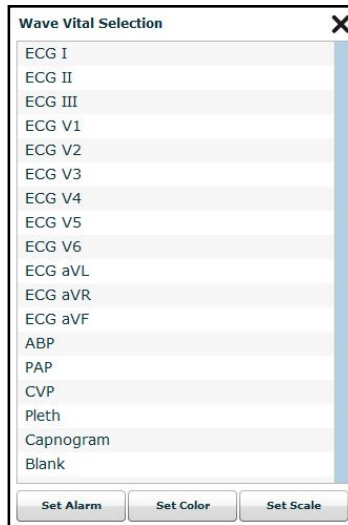 Wave Vital Selection
ECG I
ECG II
ECG III
ECG V1
ECG V2
ECG V3
ECG V4
ECG V5
ECG V6
ECG aVL
ECG aVR
ECG aVF
ABP
PAP
CVP
Pleth
Capnogram
Blank
Set Alarm Set Color Set Scale